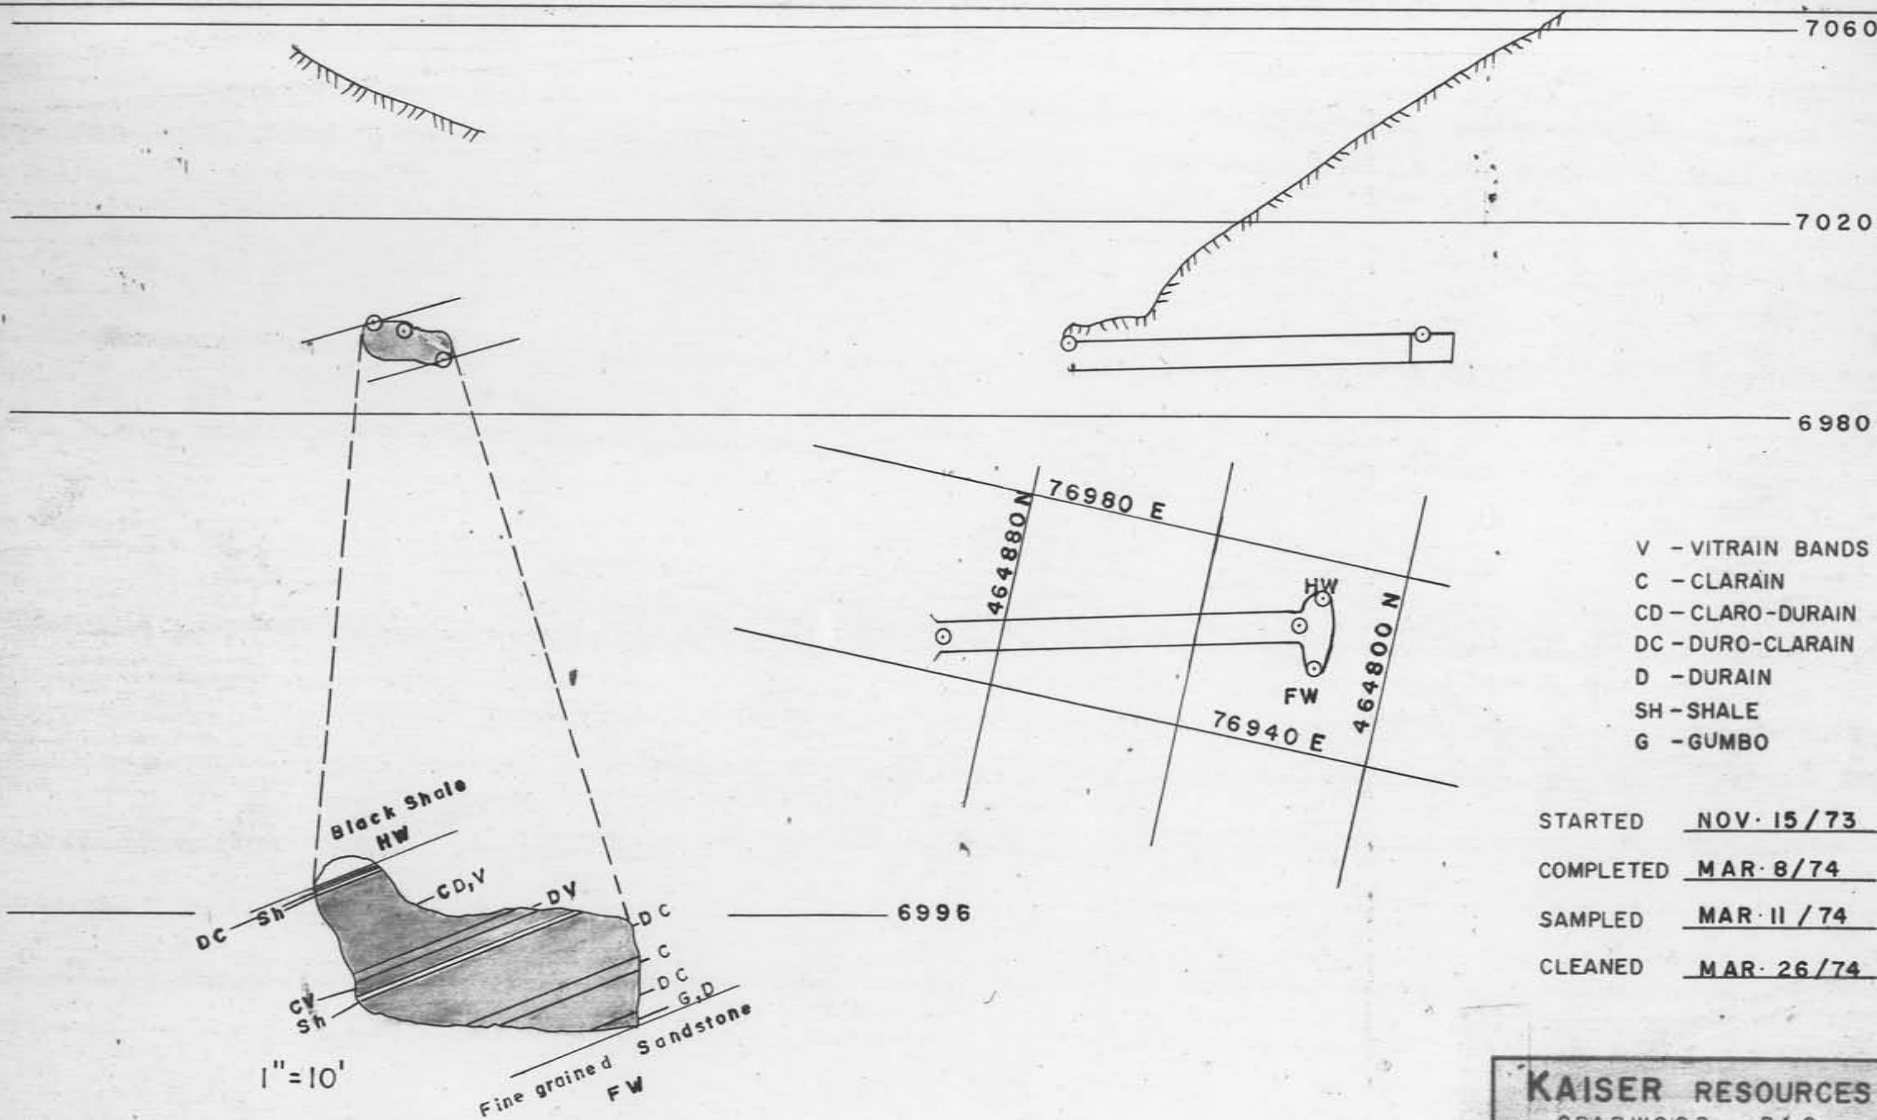 7060
7020
6980
464880 N
76980 E
HW
FW
464800 N
76940 E
V - VITRAIN BANDS
C - CLARAIN
CD - CLARO-DURAIN
DC - DURO-CLARAIN
D - DURAIN
SH - SHALE
G - GUMBO
STARTED NOV. 15/73
COMPLETED MAR. 8/74
SAMPLED MAR. 11/74
CLEANED MAR. 26/74
Black Shale
HW
CD,V
DV
DC
Sh
DC
6996
C
DC
G,D
CV
Sh
Fine grained Sandstone
FW
1"=10'
KAISER RESOURCES